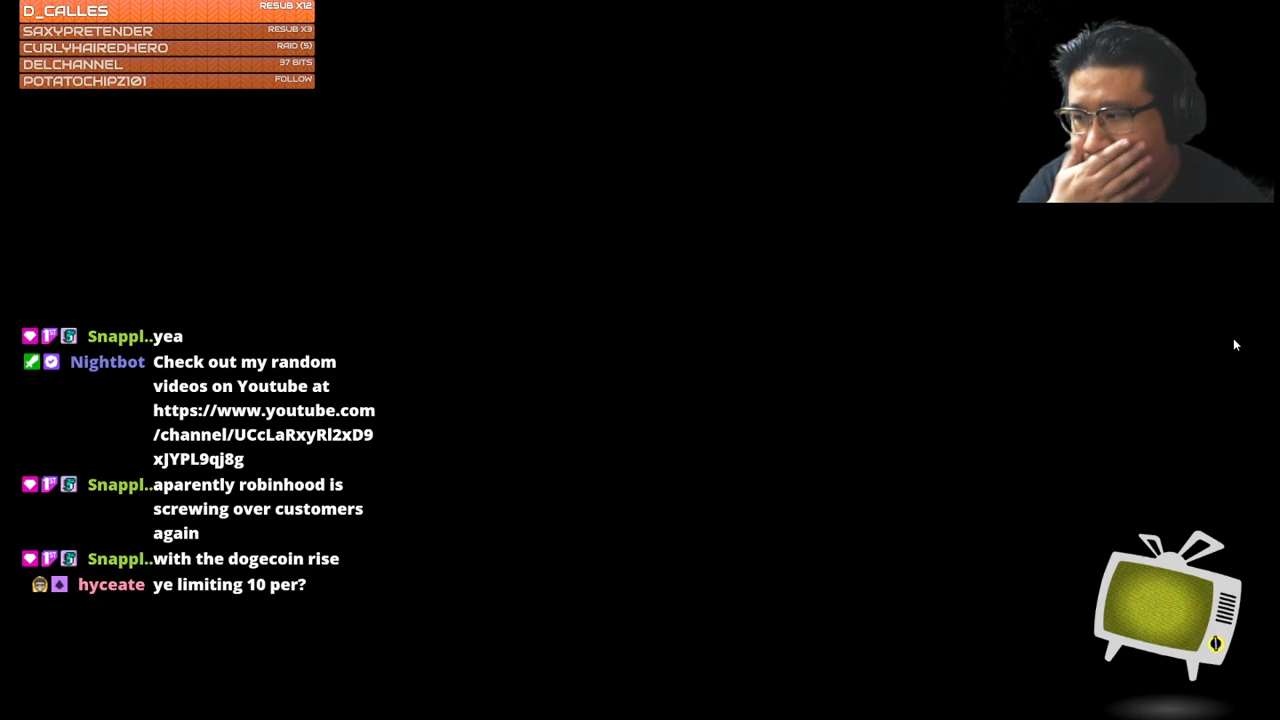 D_CALLES RESUB X12
SAXYPRETENDER RESUB X3
CURLYHAIREDHERO RAID (5)
DELCHANNEL 37 BITS
POTATOCHIPZ101 FOLLOW
Snappl.. yea
Nightbot Check out my random
videos on Youtube at
https://www.youtube.com
/channel/UCcLaRxyRl2xD9
xJYPL9qj8g
Snappl.. aparently robinhood is
screwing over customers
again
Snappl.. with the dogecoin rise
hyceate ye limiting 10 per?